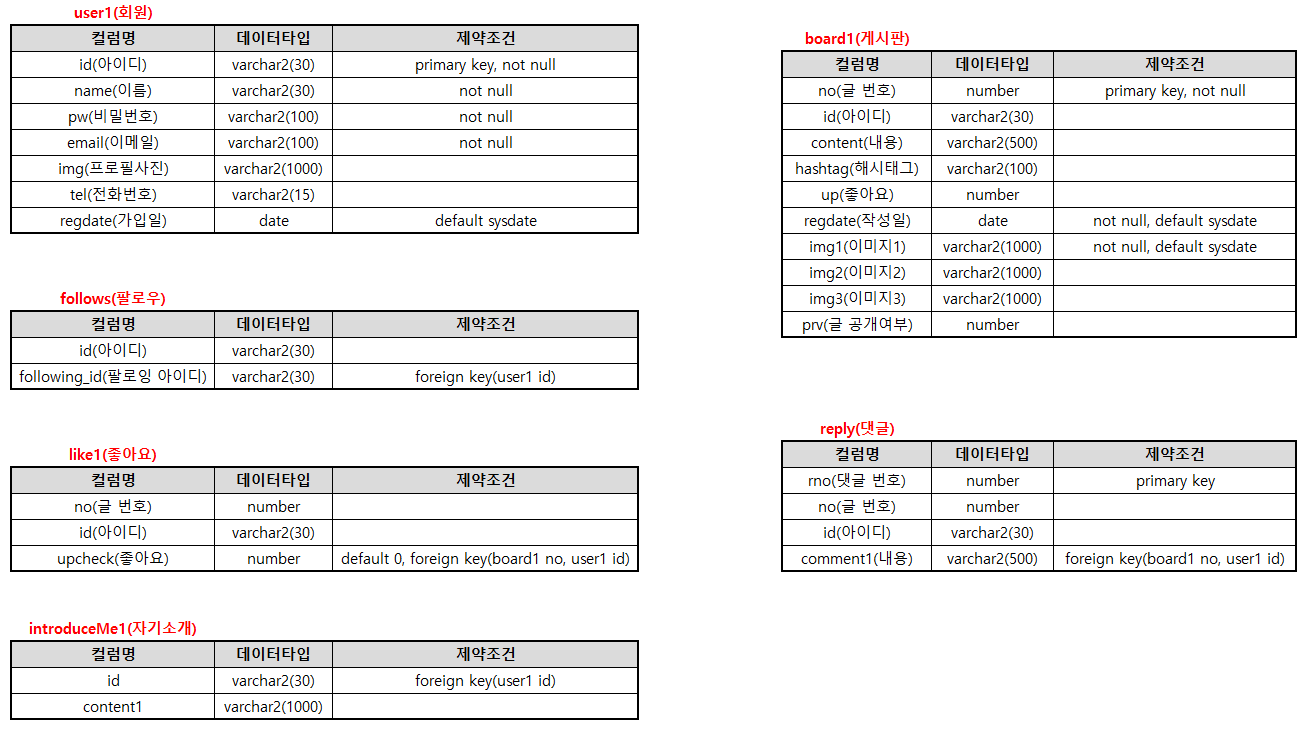 user1(회원)
컬럼명 데이터타입 제약조건
id(아이디) varchar2(30) primary key, not null
name(이름) varchar2(30) not null
pw(비밀번호) varchar2(100) not null
email(이메일) varchar2(100) not null
img(프로필사진) varchar2(1000)
tel(전화번호) varchar2(15)
regdate(가입일) date default sysdate
follows(팔로우)
컬럼명 데이터타입 제약조건
id(아이디) varchar2(30)
following_id(팔로잉 아이디) varchar2(30) foreign key(user1 id)
like1(좋아요)
컬럼명 데이터타입 제약조건
no(글 번호) number
id(아이디) varchar2(30)
upcheck(좋아요) number default 0, foreign key(board1 no, user1 id)
introduceMe1(자기소개)
컬럼명 데이터타입 제약조건
id varchar2(30) foreign key(user1 id)
content1 varchar2(1000)
board1(게시판)
컬럼명 데이터타입 제약조건
no(글 번호) number primary key, not null
id(아이디) varchar2(30)
content(내용) varchar2(500)
hashtag(해시태그) varchar2(100)
up(좋아요) number
regdate(작성일) date not null, default sysdate
img1(이미지1) varchar2(1000) not null, default sysdate
img2(이미지2) varchar2(1000)
img3(이미지3) varchar2(1000)
prv(글 공개여부) number
reply(댓글)
컬럼명 데이터타입 제약조건
rno(댓글 번호) number primary key
no(글 번호) number
id(아이디) varchar2(30)
comment1(내용) varchar2(500) foreign key(board1 no, user1 id)